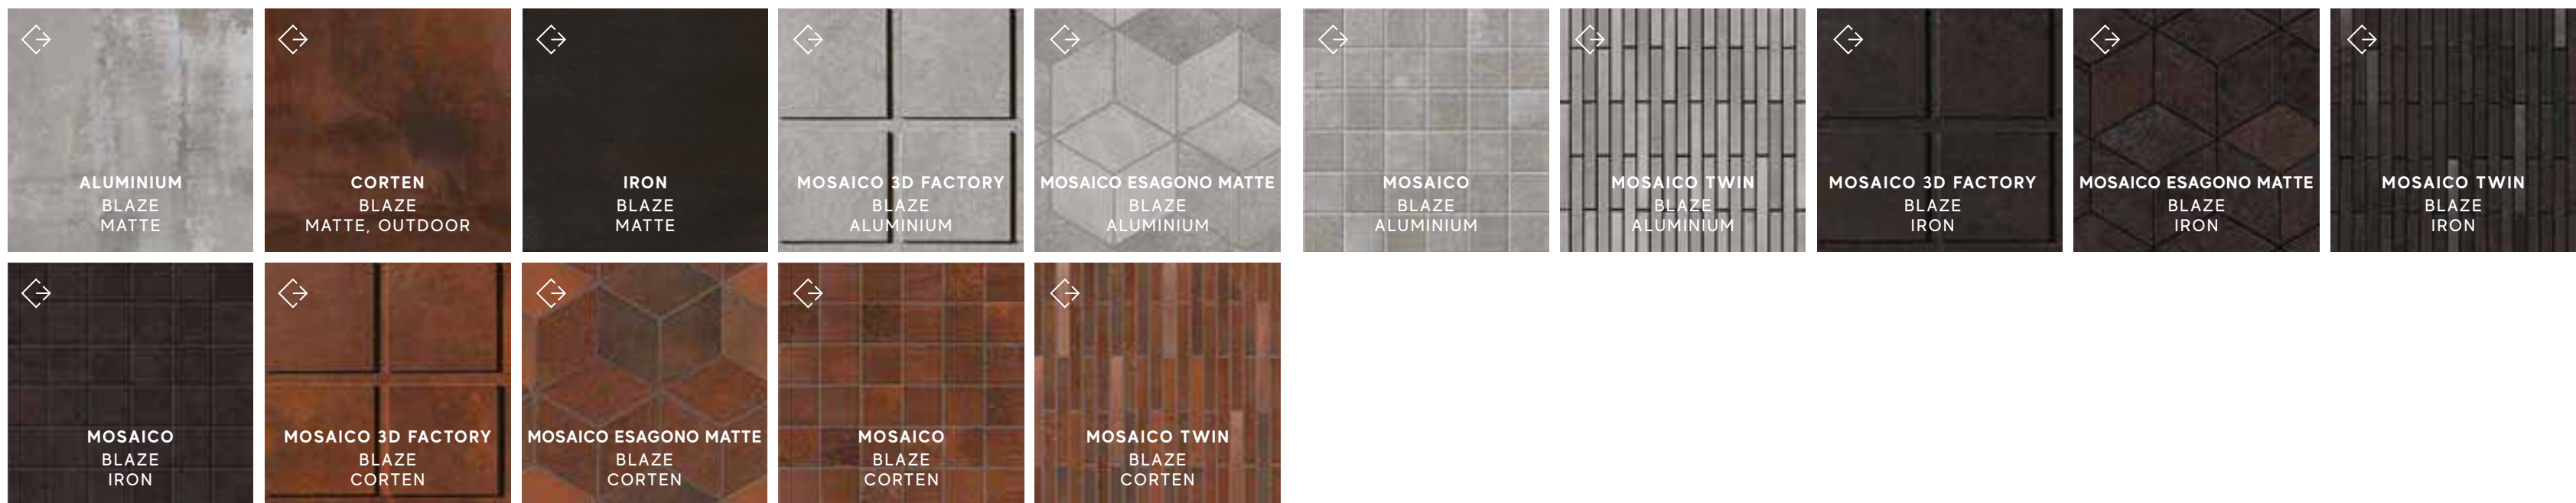 ALUMINIUM
BLAZE
MATTE
CORTEN
BLAZE
MATTE, OUTDOOR
IRON
BLAZE
MATTE
MOSAICO 3D FACTORY
BLAZE
ALUMINIUM
MOSAICO ESAGONO MATTE
BLAZE
ALUMINIUM
MOSAICO
BLAZE
ALUMINIUM
MOSAICO TWIN
BLAZE
ALUMINIUM
MOSAICO 3D FACTORY
BLAZE
IRON
MOSAICO ESAGONO MATTE
BLAZE
IRON
MOSAICO TWIN
BLAZE
IRON
MOSAICO
BLAZE
IRON
MOSAICO 3D FACTORY
BLAZE
CORTEN
MOSAICO ESAGONO MATTE
BLAZE
CORTEN
MOSAICO
BLAZE
CORTEN
MOSAICO TWIN
BLAZE
CORTEN